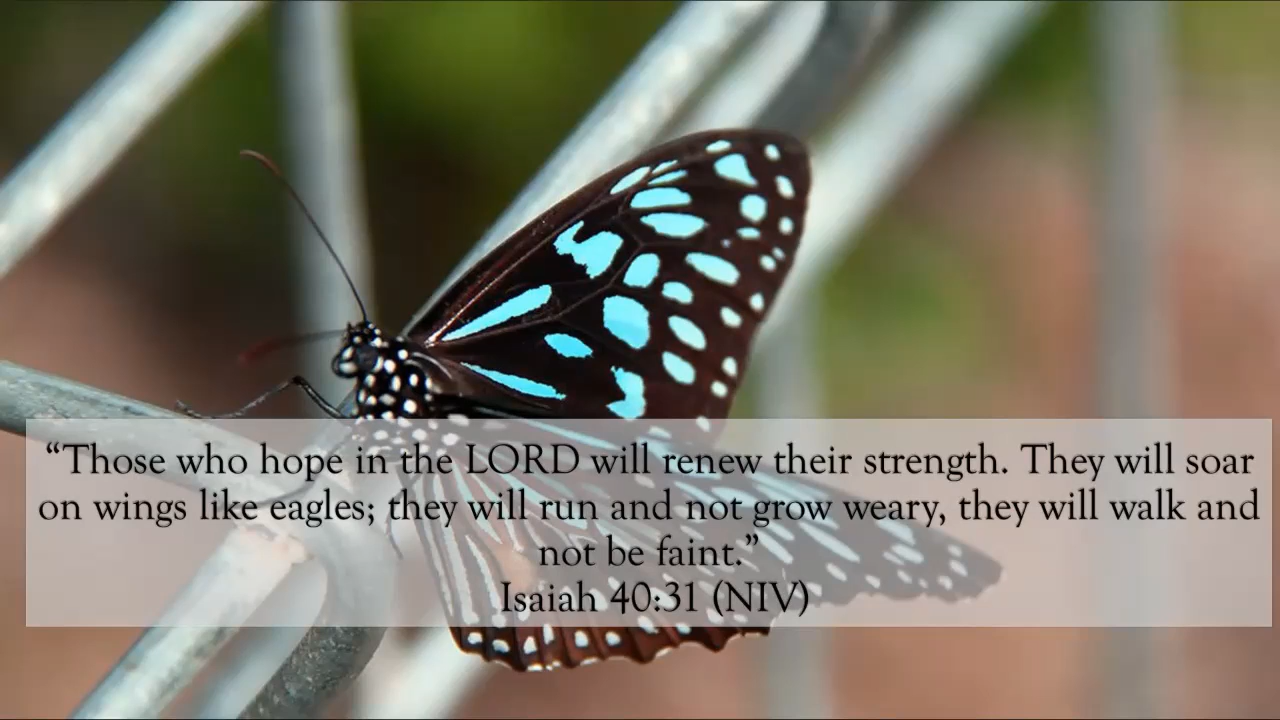 “Those who hope in the LORD will renew their strength. They will soar
on wings like eagles; they will run and not grow weary, they will walk and
not be faint.”
Isaiah 40:31 (NIV)